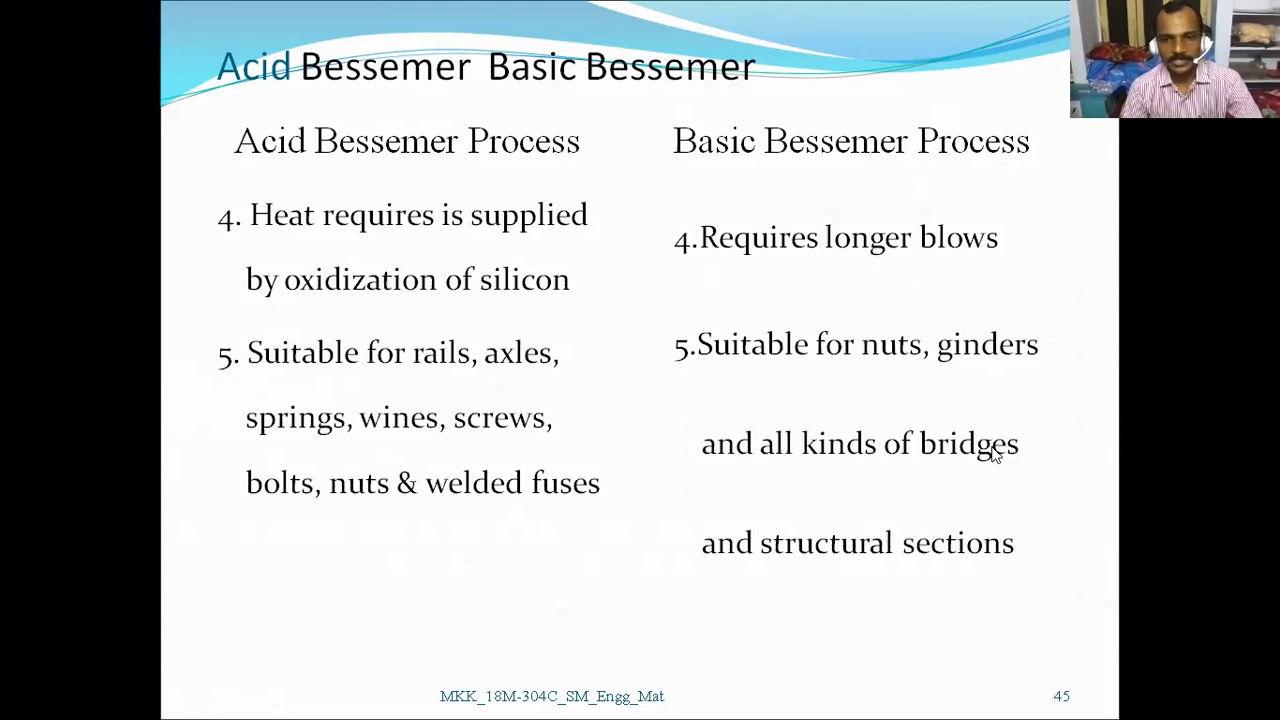 Acid Bessemer Basic Bessemer
Acid Bessemer Process
4. Heat requires is supplied
by oxidization of silicon
5. Suitable for rails, axles,
springs, wines, screws,
bolts, nuts & welded fuses
Basic Bessemer Process
4.Requires longer blows
5.Suitable for nuts, ginders
and all kinds of bridges
and structural sections
MKK_18M-304C_SM_Engg_Mat
45